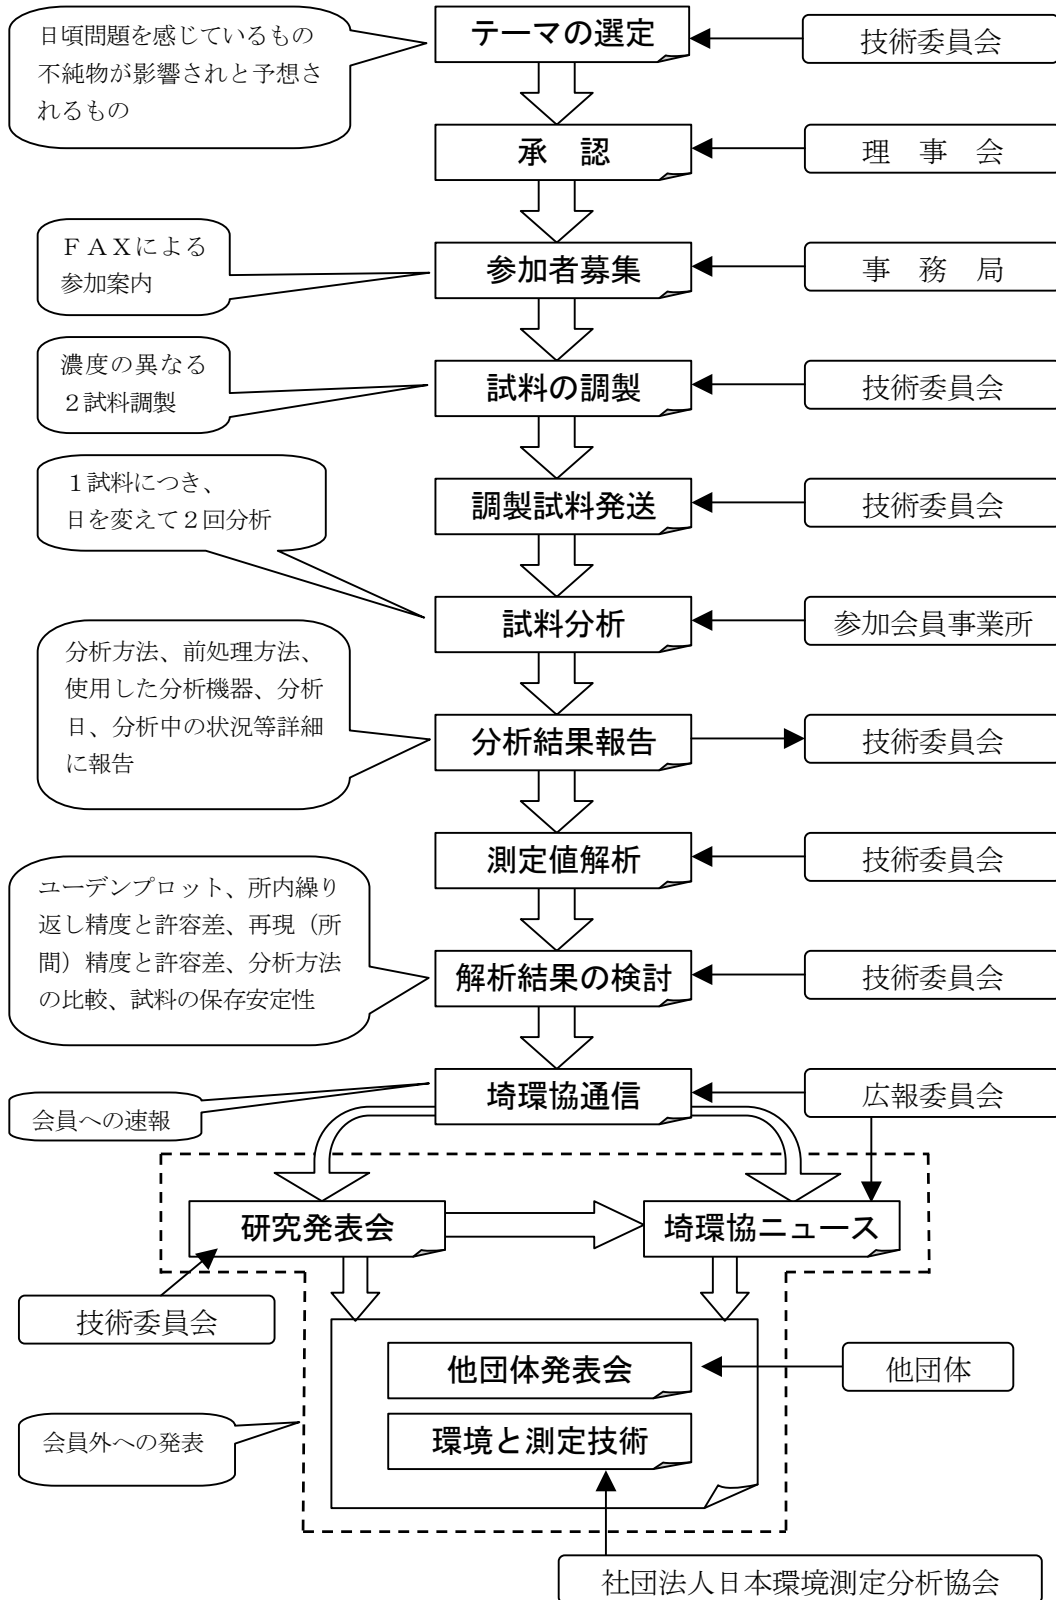 日頃問題を感じているもの
不純物が影響されと予想さ
れるもの
テーマの選定
技術委員会
承　認
理　事　会
ＦＡＸによる
参加案内
参加者募集
事　務　局
濃度の異なる
２試料調製
試料の調製
技術委員会
１試料につき、
日を変えて２回分析
調製試料発送
技術委員会
試料分析
参加会員事業所
分析方法、前処理方法、
使用した分析機器、分析
日、分析中の状況等詳細
に報告
分析結果報告
技術委員会
測定値解析
技術委員会
ユーデンプロット、所内繰り
返し精度と許容差、再現（所
間）精度と許容差、分析方法
の比較、試料の保存安定性
解析結果の検討
技術委員会
会員への速報
埼環協通信
広報委員会
研究発表会
埼環協ニュース
技術委員会
他団体発表会
他団体
会員外への発表
環境と測定技術
社団法人日本環境測定分析協会